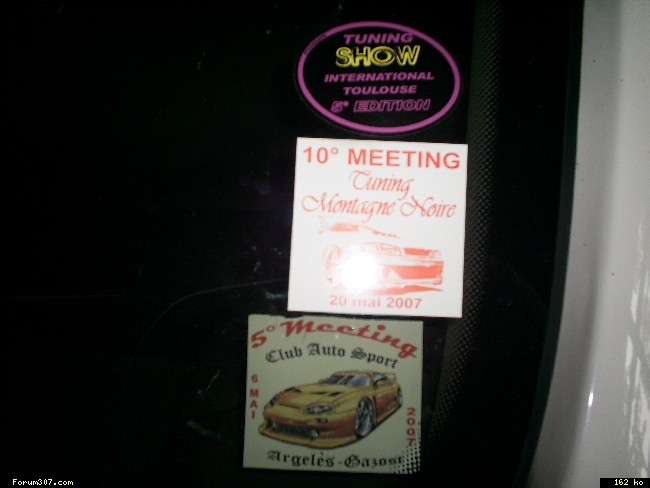 TUNING
SHOW
INTERNATIONAL
TOULOUSE
5° EDITION
10° MEETING
Tuning
Montagne Noire
20 mai 2007
5° Meeting
Club Auto Sport
6 MAI
2007
Argelès-Gazost
Forum307.com
162 ko